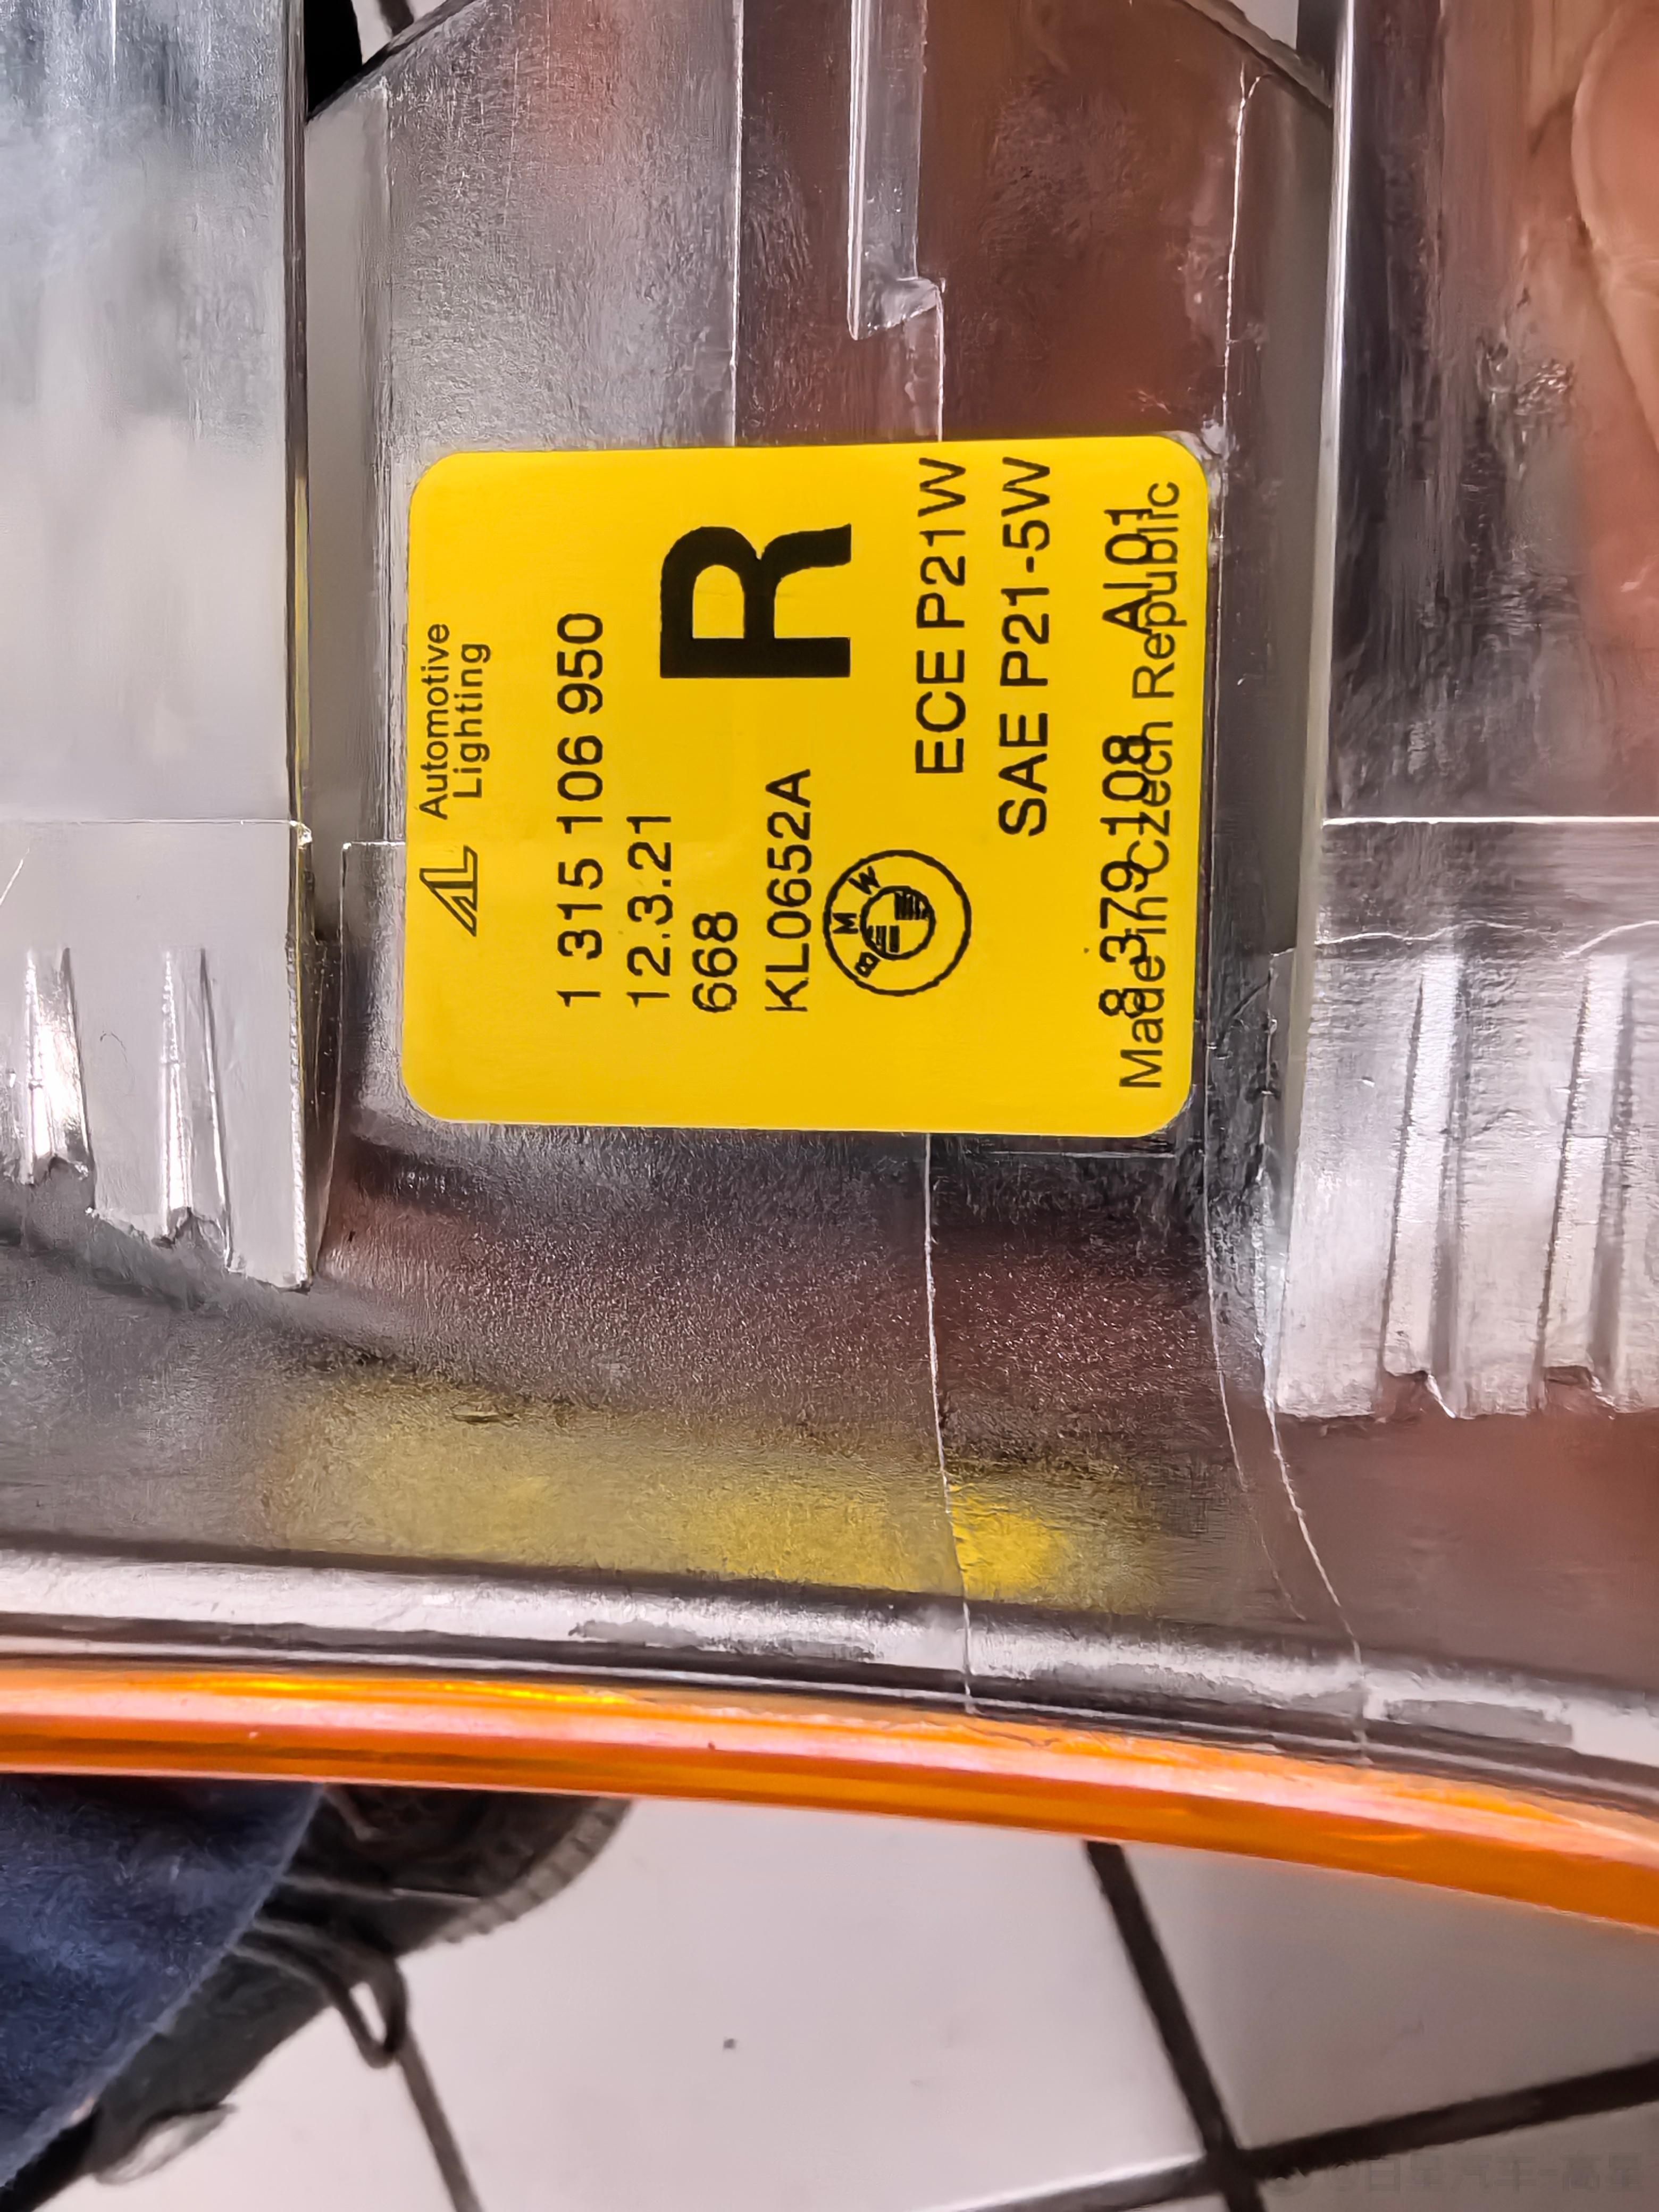 AL Automotive
Lighting
1 315 106 950
12.3.21
668
R
KL0652A
BMW
ECE P21W
SAE P21-5W
8 379 108 AI 01
Made in Czech Republic